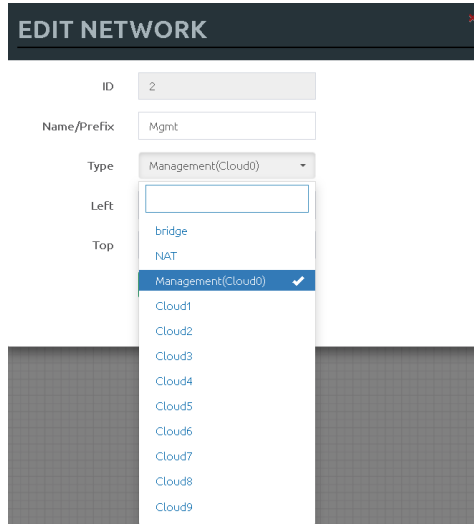 EDIT NETWORK
ID 2
Name/Prefix Mgmt
Type Management(Cloud0)
Left
Top
bridge
NAT
Management(Cloud0)
Cloud1
Cloud2
Cloud3
Cloud4
Cloud5
Cloud6
Cloud7
Cloud8
Cloud9